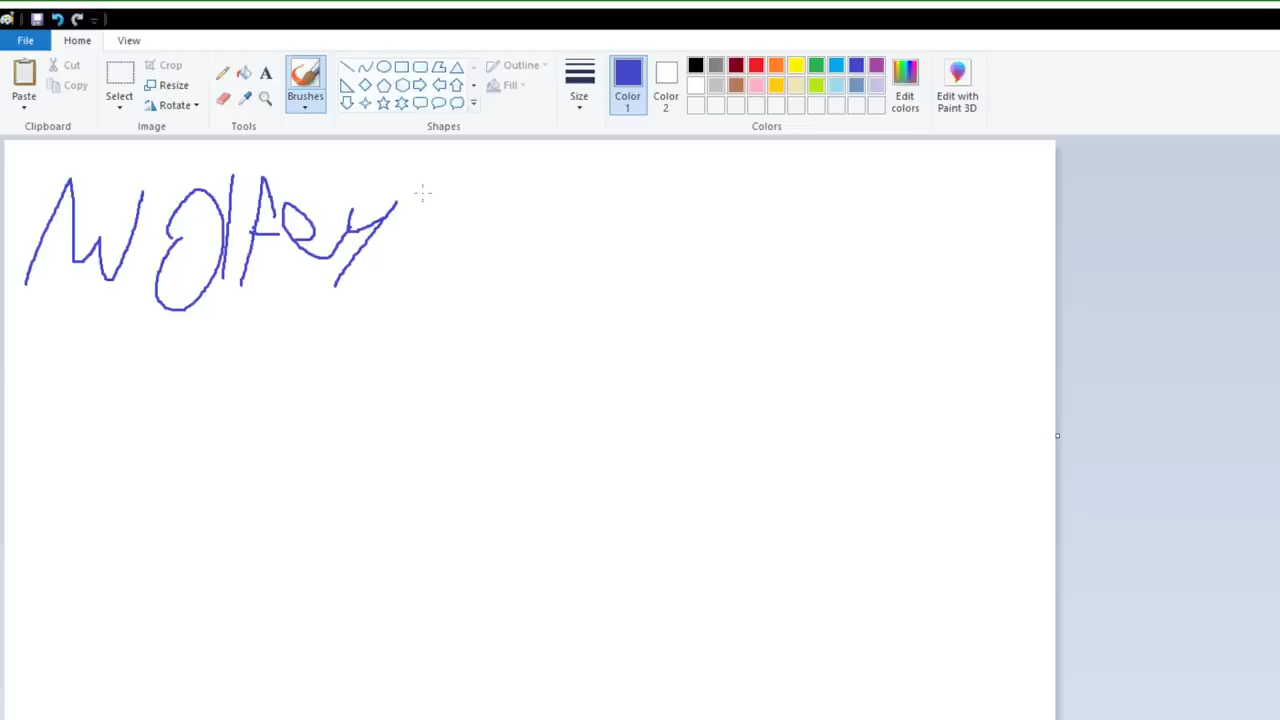 File Home View
Cut
Copy
Paste
Clipboard
Crop
Resize
Rotate
Select
Image
A
Tools
Brushes
Outline
Fill
Shapes
Size
Color 1
Color 2
Edit colors
Edit with Paint 3D
Colors